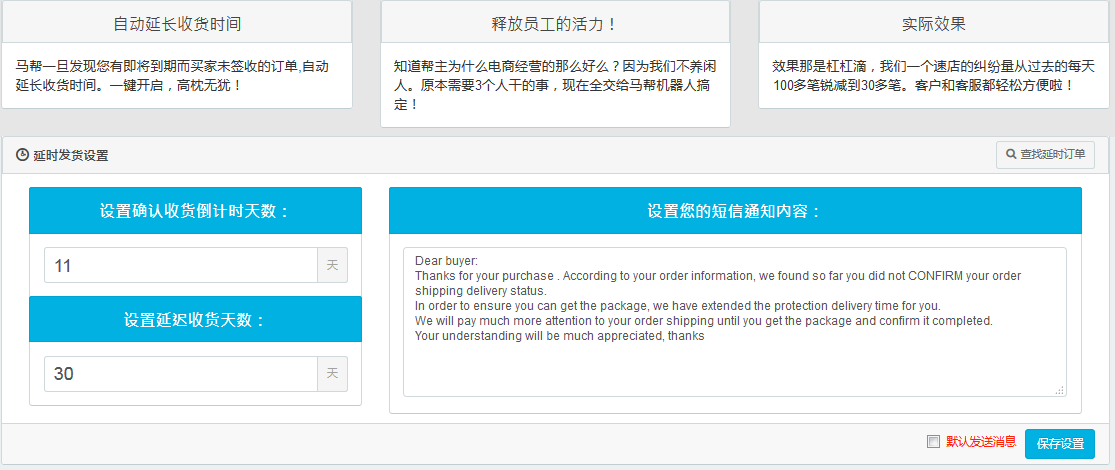 自动延长收货时间
马帮一旦发现您有即将到期而买家未签收的订单,自动
延长收货时间。一键开启，高枕无犹！
释放员工的活力！
知道帮主为什么电商经营的那么好么？因为我们不养闲
人。原本需要3个人干的事，现在全交给马帮机器人搞
定！
实际效果
效果那是杠杠滴，我们一个速店的纠纷量从过去的每天
100多笔锐减到30多笔。客户和客服都轻松方便啦！
延时发货设置
查找延时订单
设置确认收货倒计时天数：
11 天
设置延迟收货天数：
30 天
设置您的短信通知内容：
Dear buyer:
Thanks for your purchase . According to your order information, we found so far you did not CONFIRM your order
shipping delivery status.
In order to ensure you can get the package, we have extended the protection delivery time for you.
We will pay much more attention to your order shipping until you get the package and confirm it completed.
Your understanding will be much appreciated, thanks
默认发送消息
保存设置